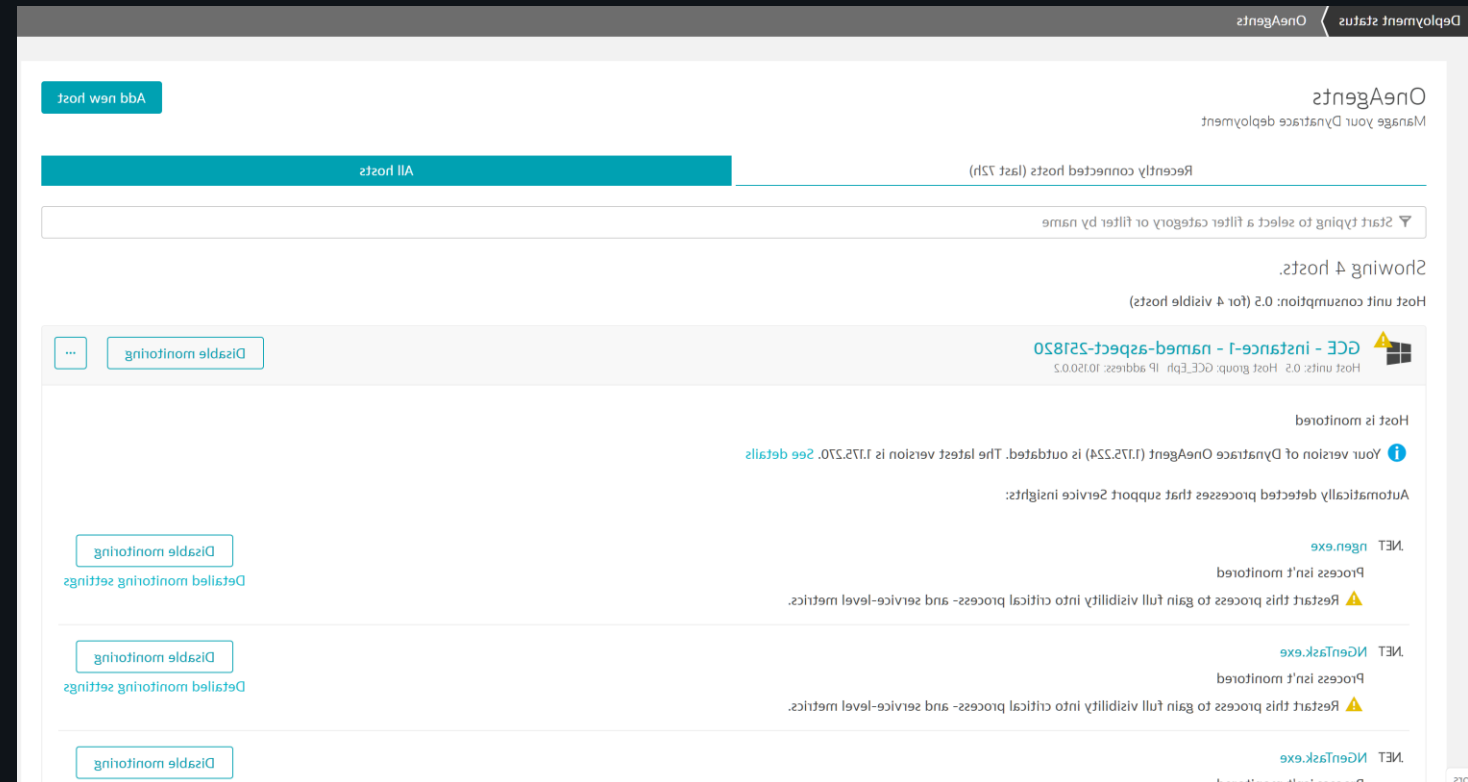 Deployment status OneAgents
OneAgents
Add new host
Manage your Dynatrace deployment
Recently connected hosts (last 72h)
All hosts
Start typing to select a filter category or filter by name
Showing 4 hosts.
Host unit consumption: 0.5 (for 4 visible hosts)
GCE - instance-1 - named-aspect-251820
Disable monitoring
...
Host units: 0.5 Host group: GCE_Eph IP address: 10.150.0.2
Host is monitored
Your version of Dynatrace OneAgent (1.175.224) is outdated. The latest version is 1.175.270. See details
Automatically detected processes that support Service insights:
.NET ngen.exe
Disable monitoring
Process isn't monitored
Detailed monitoring settings
Restart this process to gain full visibility into critical process- and service-level metrics.
.NET NGenTask.exe
Disable monitoring
Process isn't monitored
Detailed monitoring settings
Restart this process to gain full visibility into critical process- and service-level metrics.
.NET NGenTask.exe
Disable monitoring
Process isn't monitored